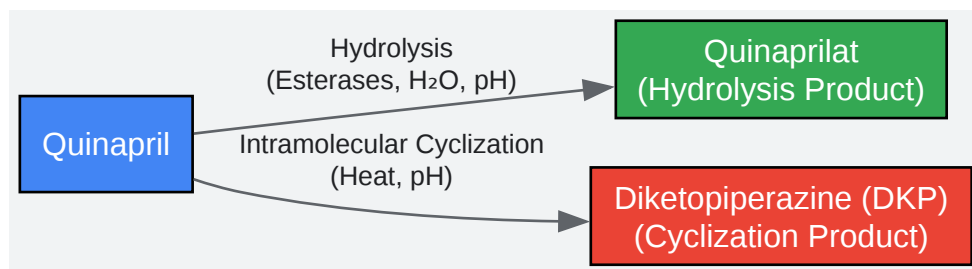 Quinapril
Hydrolysis
(Esterases, H₂O, pH)
Quinaprilat
(Hydrolysis Product)
Intramolecular Cyclization
(Heat, pH)
Diketopiperazine (DKP)
(Cyclization Product)